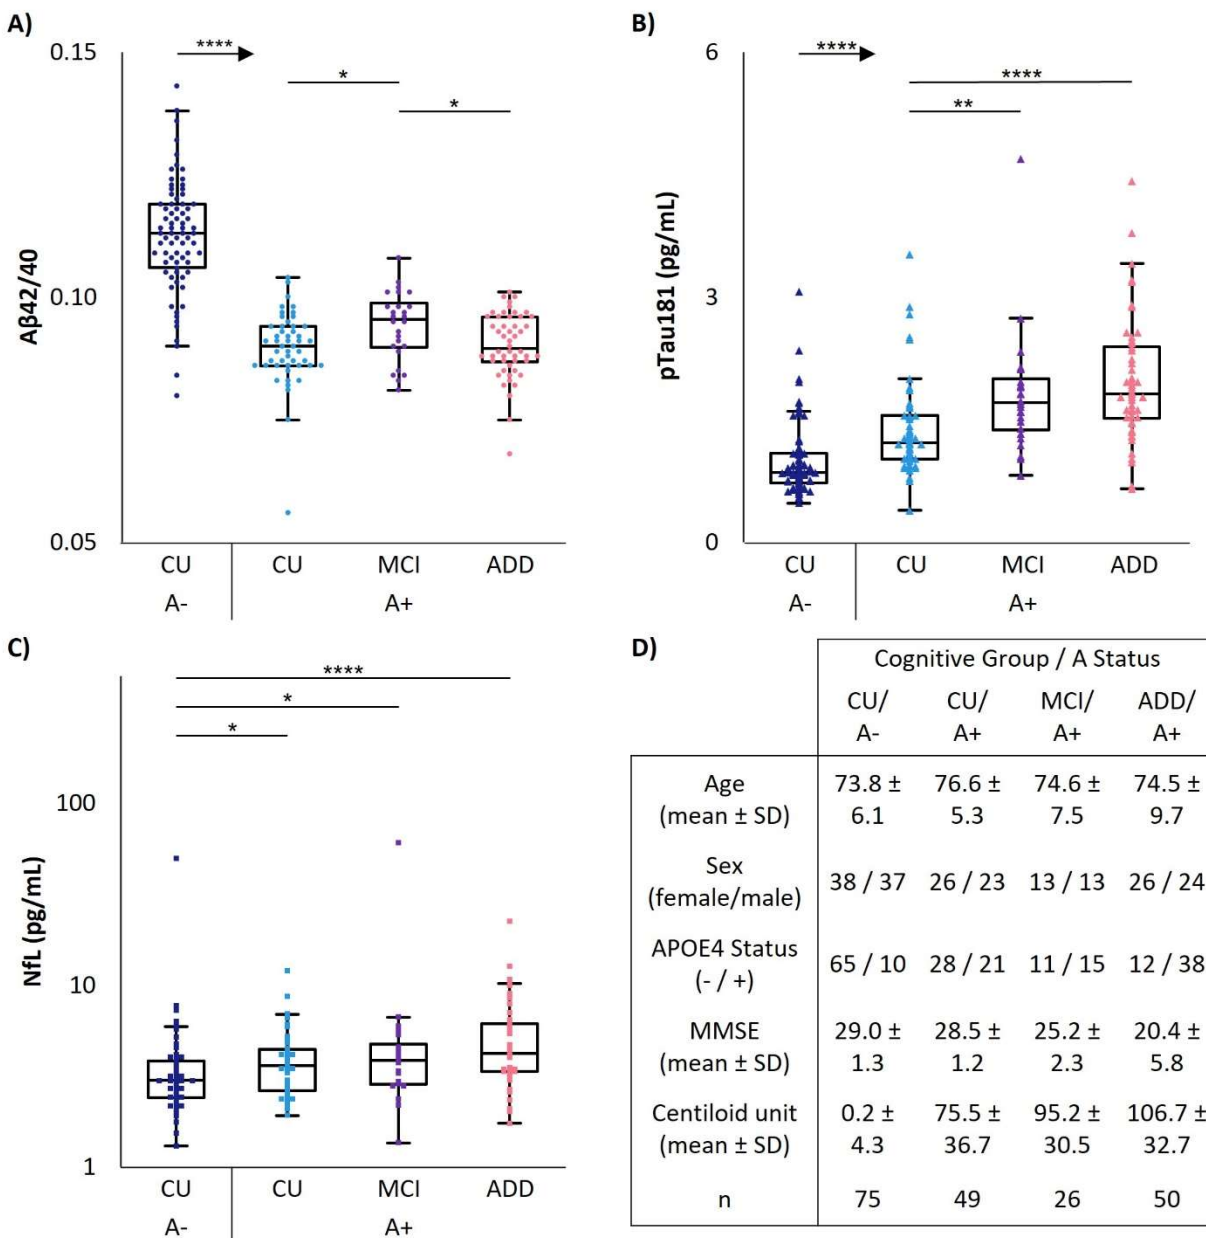 A)
0.15
0.10
0.05
Aβ42/40
****
*
*
CU CU MCI ADD
A- A+
B)
6
3
0
pTau181 (pg/mL)
****
****
**
CU CU MCI ADD
A- A+
C)
100
10
1
NfL (pg/mL)
****
*
*
CU CU MCI ADD
A- A+
D)
Cognitive Group / A Status
CU/ CU/ MCI/ ADD/
A- A+ A+ A+
Age 73.8 ± 76.6 ± 74.6 ± 74.5 ±
(mean ± SD) 6.1 5.3 7.5 9.7
Sex
(female/male) 38 / 37 26 / 23 13 / 13 26 / 24
APOE4 Status
(- / +) 65 / 10 28 / 21 11 / 15 12 / 38
MMSE 29.0 ± 28.5 ± 25.2 ± 20.4 ±
(mean ± SD) 1.3 1.2 2.3 5.8
Centiloid unit 0.2 ± 75.5 ± 95.2 ± 106.7 ±
(mean ± SD) 4.3 36.7 30.5 32.7
n 75 49 26 50